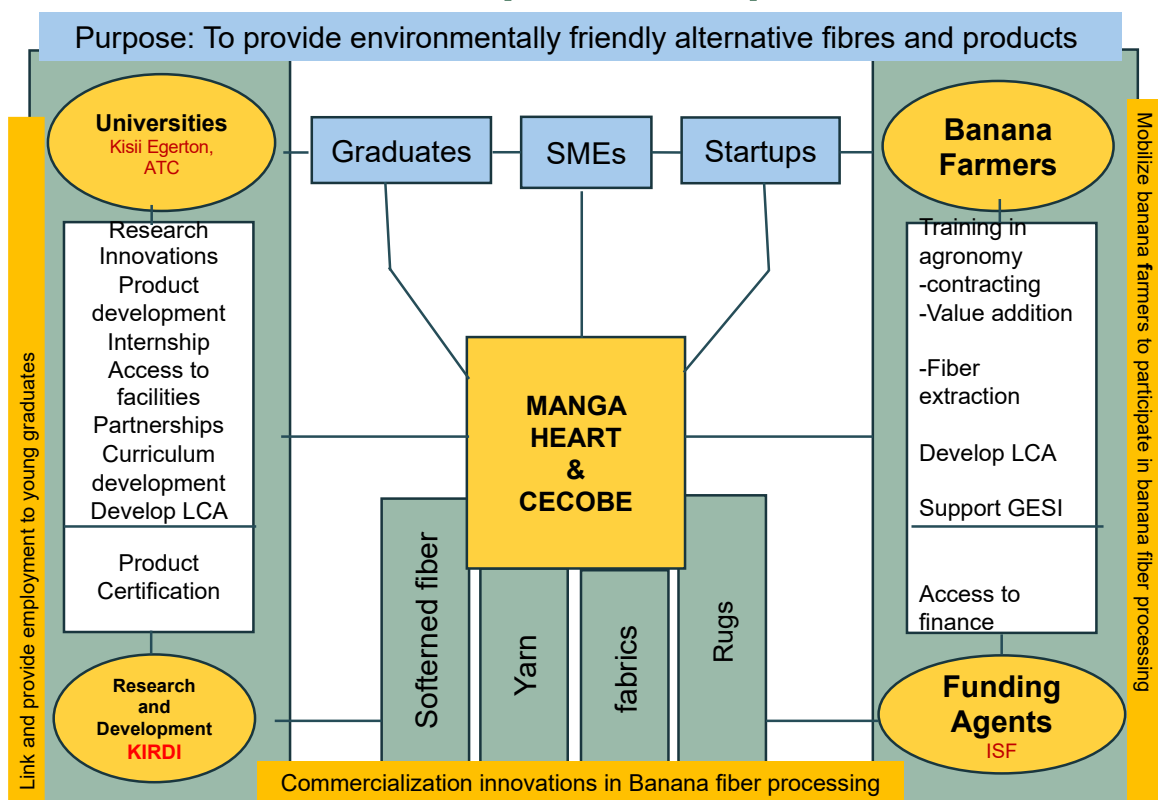 Purpose: To provide environmentally friendly alternative fibres and products
Link and provide employment to young graduates
Universities
Kisii Egerton,
ATC
Research
Innovations
Product
development
Internship
Access to
facilities
Partnerships
Curriculum
development
Develop LCA
Product
Certification
Research
and
Development
KIRDI
Graduates
SMEs
Startups
MANGA
HEART
&
CECOBE
Softerned fiber
Yarn
fabrics
Rugs
Commercialization innovations in Banana fiber processing
Banana
Farmers
Training in
agronomy
-contracting
-Value addition
-Fiber
extraction
Develop LCA
Support GESI
Access to
finance
Funding
Agents
ISF
Mobilize banana farmers to participate in banana fiber processing